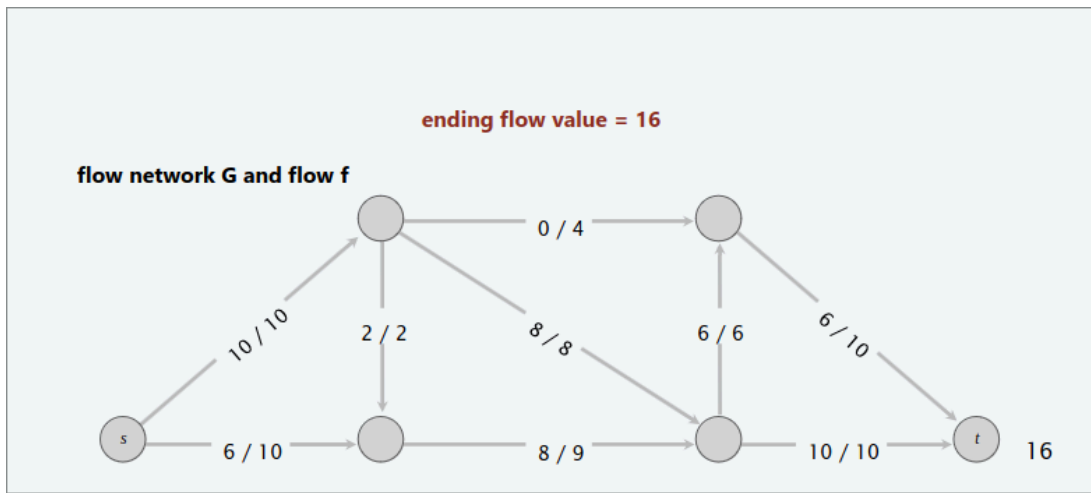 ending flow value = 16
flow network G and flow f
0 / 4
10 / 10
2 / 2
8 / 8
6 / 6
6 / 10
s
6 / 10
8 / 9
10 / 10
t
16